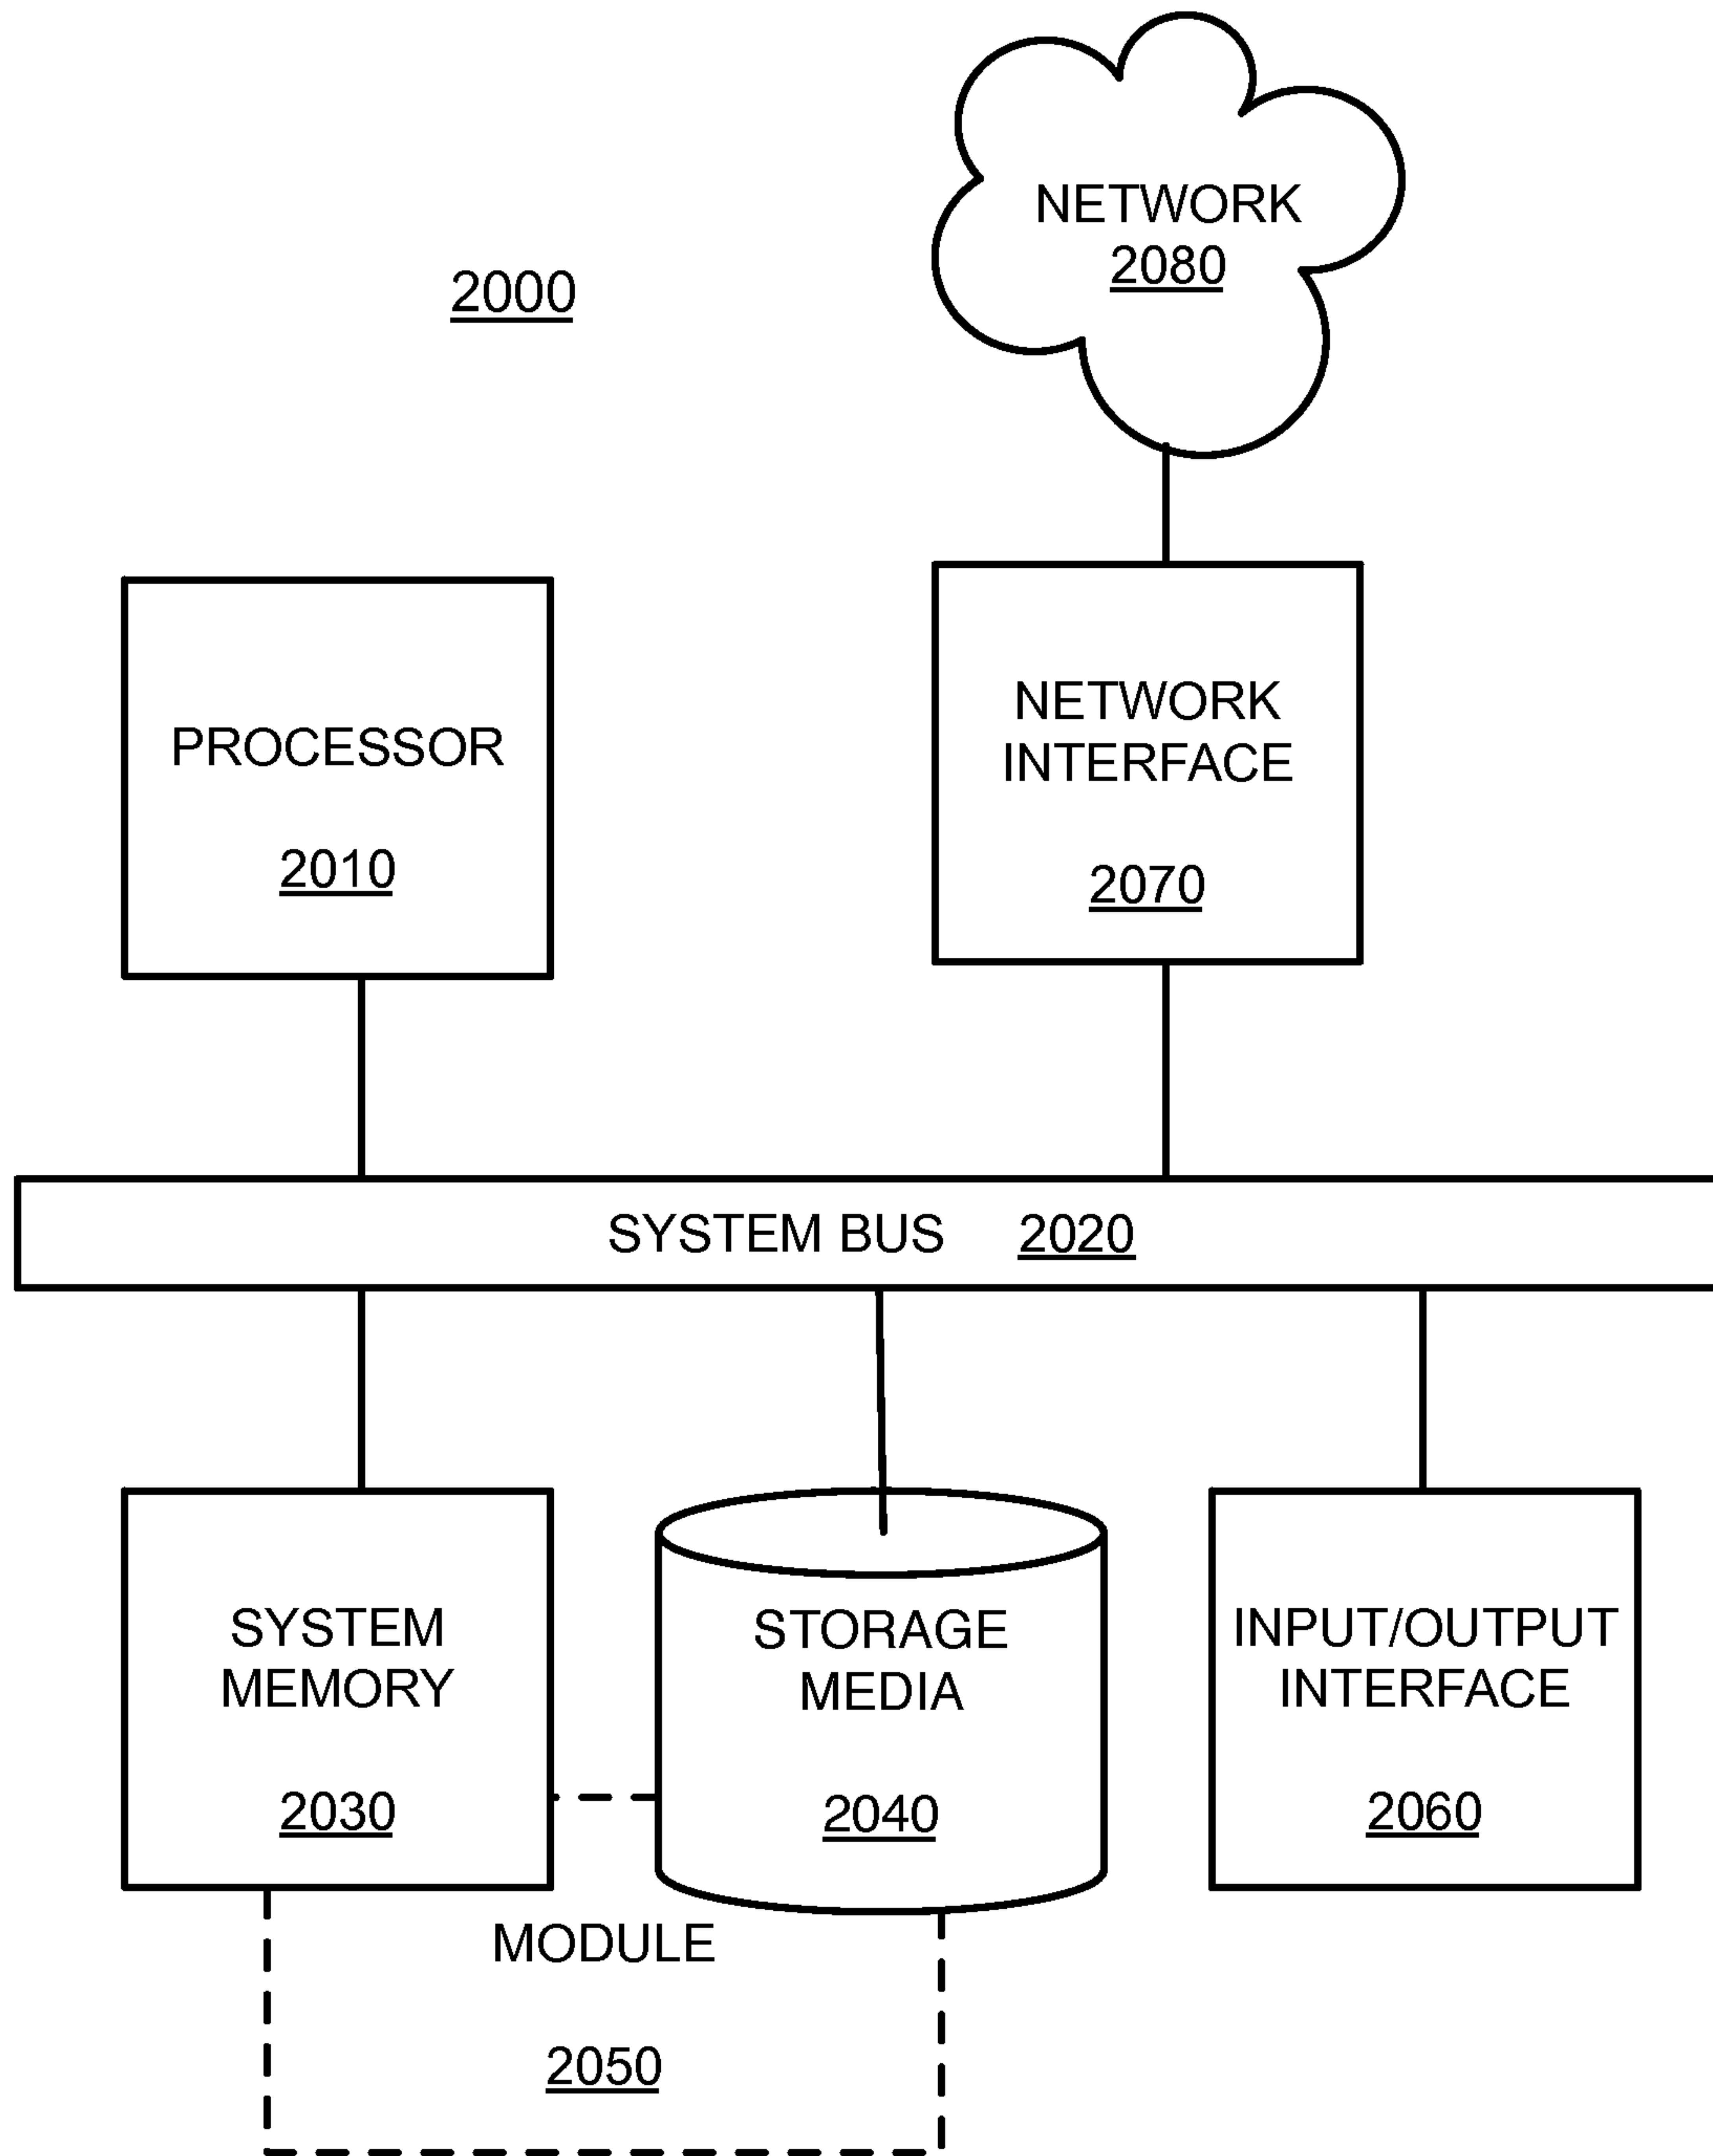 NETWORK
2080
2000
PROCESSOR
2010
NETWORK
INTERFACE
2070
SYSTEM BUS 2020
SYSTEM
MEMORY
2030
STORAGE
MEDIA
2040
INPUT/OUTPUT
INTERFACE
2060
MODULE
2050